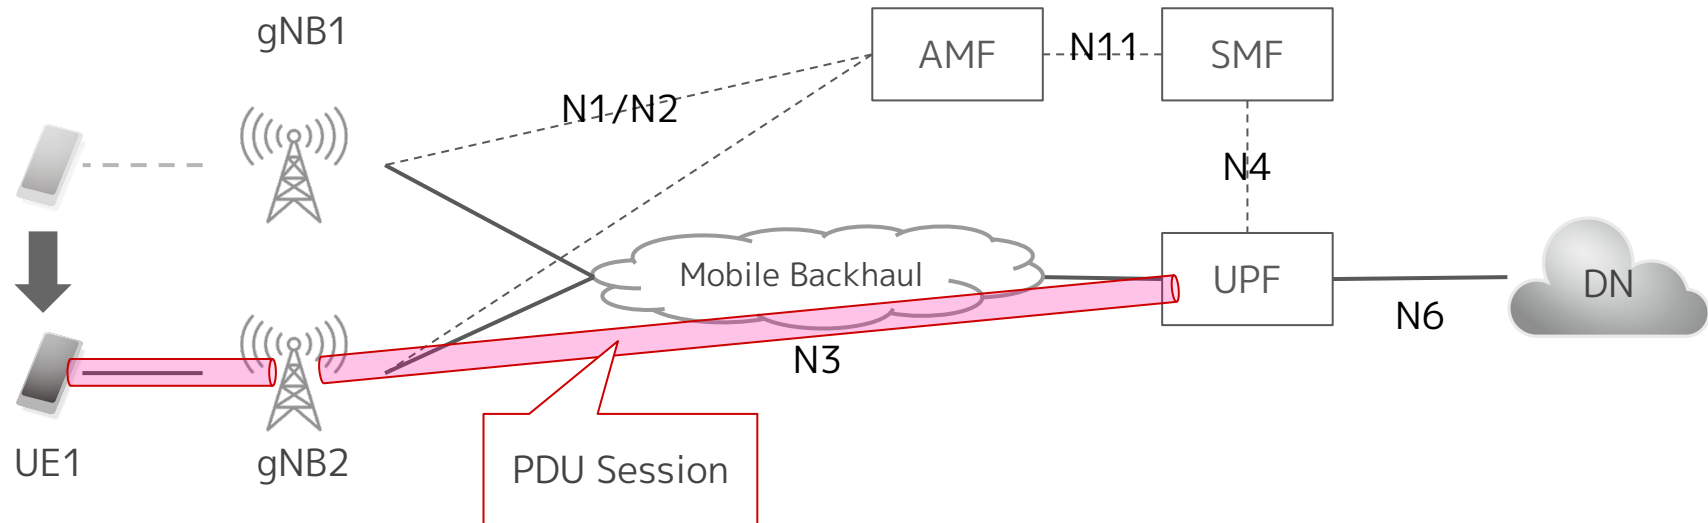 gNB1
AMF
N11
SMF
N1/N2
N4
Mobile Backhaul
UPF
DN
N6
N3
UE1
gNB2
PDU Session